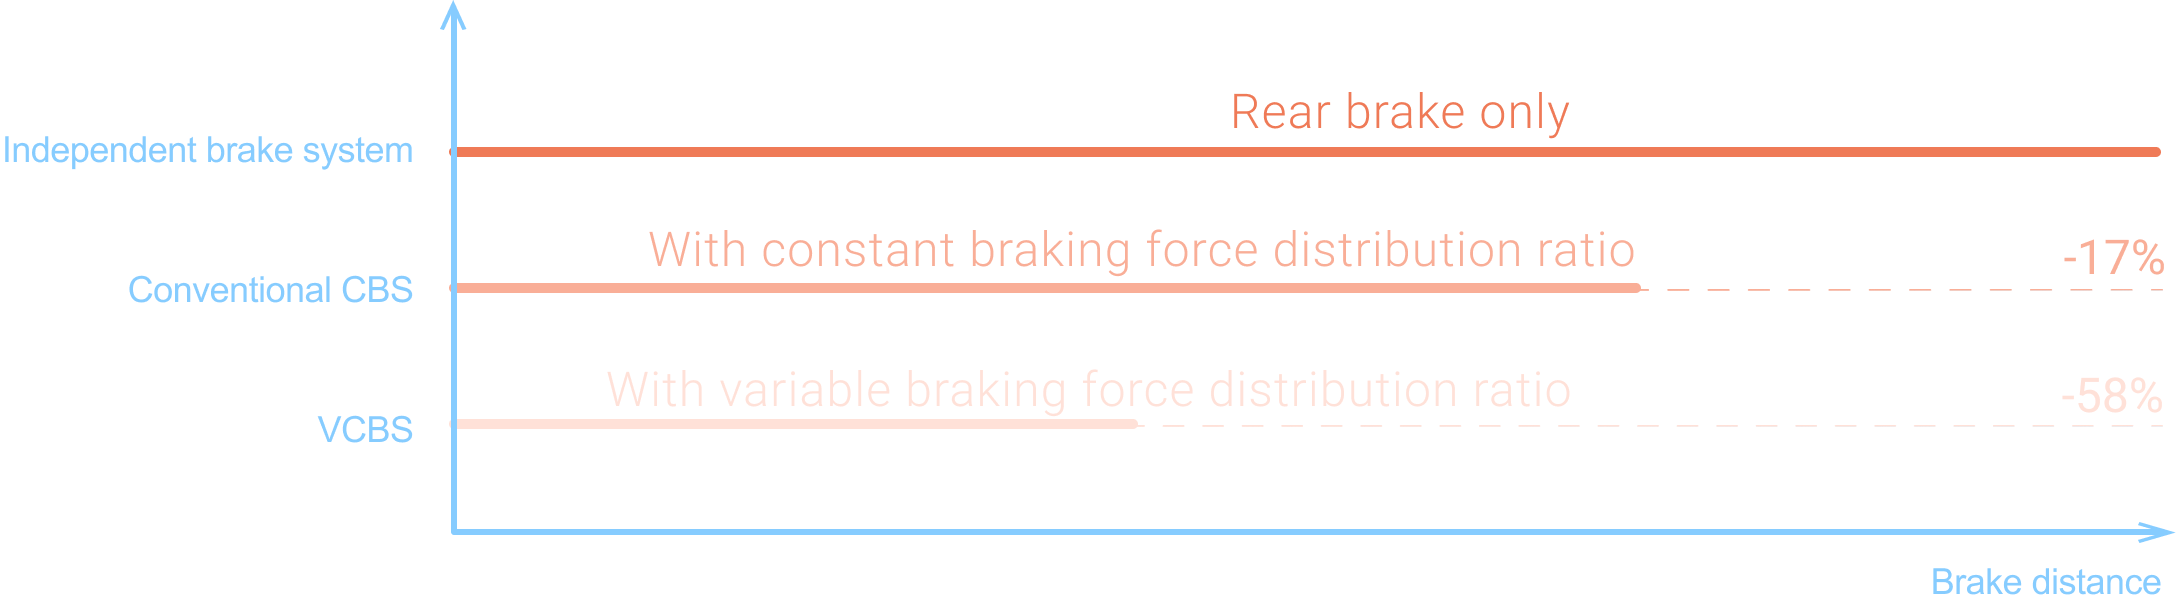 Rear brake only
Independent brake system
With constant braking force distribution ratio
-17%
Conventional CBS
With variable braking force distribution ratio
-58%
VCBS
Brake distance